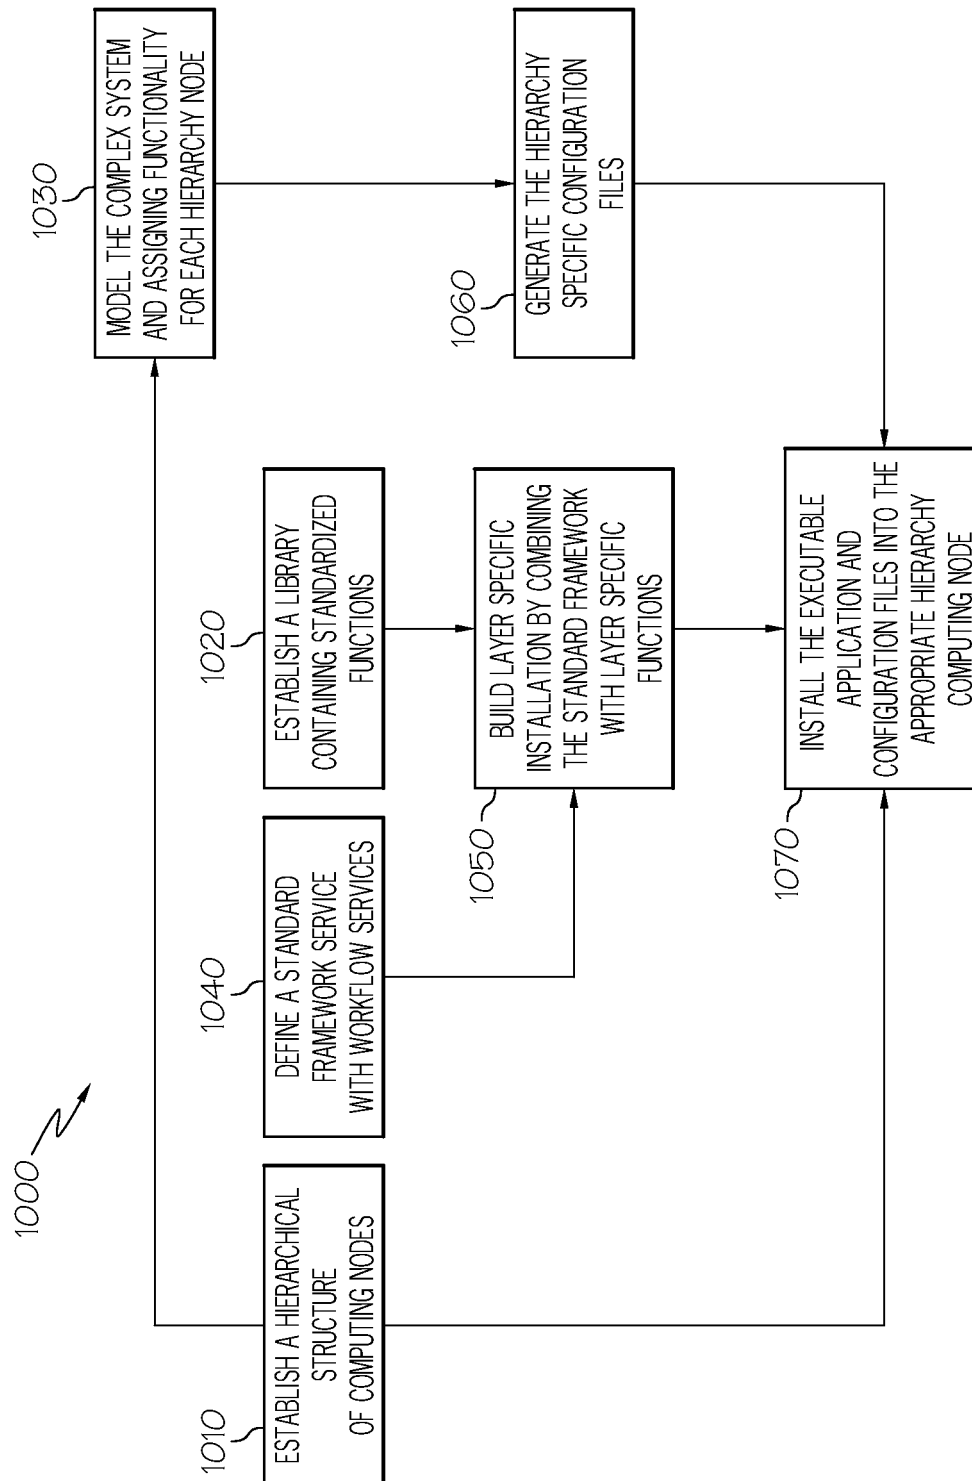 1000
1010
ESTABLISH A HIERARCHICAL
STRUCTURE
OF COMPUTING NODES
1040
DEFINE A STANDARD
FRAMEWORK SERVICE
WITH WORKFLOW SERVICES
1020
ESTABLISH A LIBRARY
CONTAINING STANDARDIZED
FUNCTIONS
1030
MODEL THE COMPLEX SYSTEM
AND ASSIGNING FUNCTIONALITY
FOR EACH HIERARCHY NODE
1050
BUILD LAYER SPECIFIC
INSTALLATION BY COMBINING
THE STANDARD FRAMEWORK
WITH LAYER SPECIFIC
FUNCTIONS
1060
GENERATE THE HIERARCHY
SPECIFIC CONFIGURATION
FILES
1070
INSTALL THE EXECUTABLE
APPLICATION AND
CONFIGURATION FILES INTO THE
APPROPRIATE HIERARCHY
COMPUTING NODE